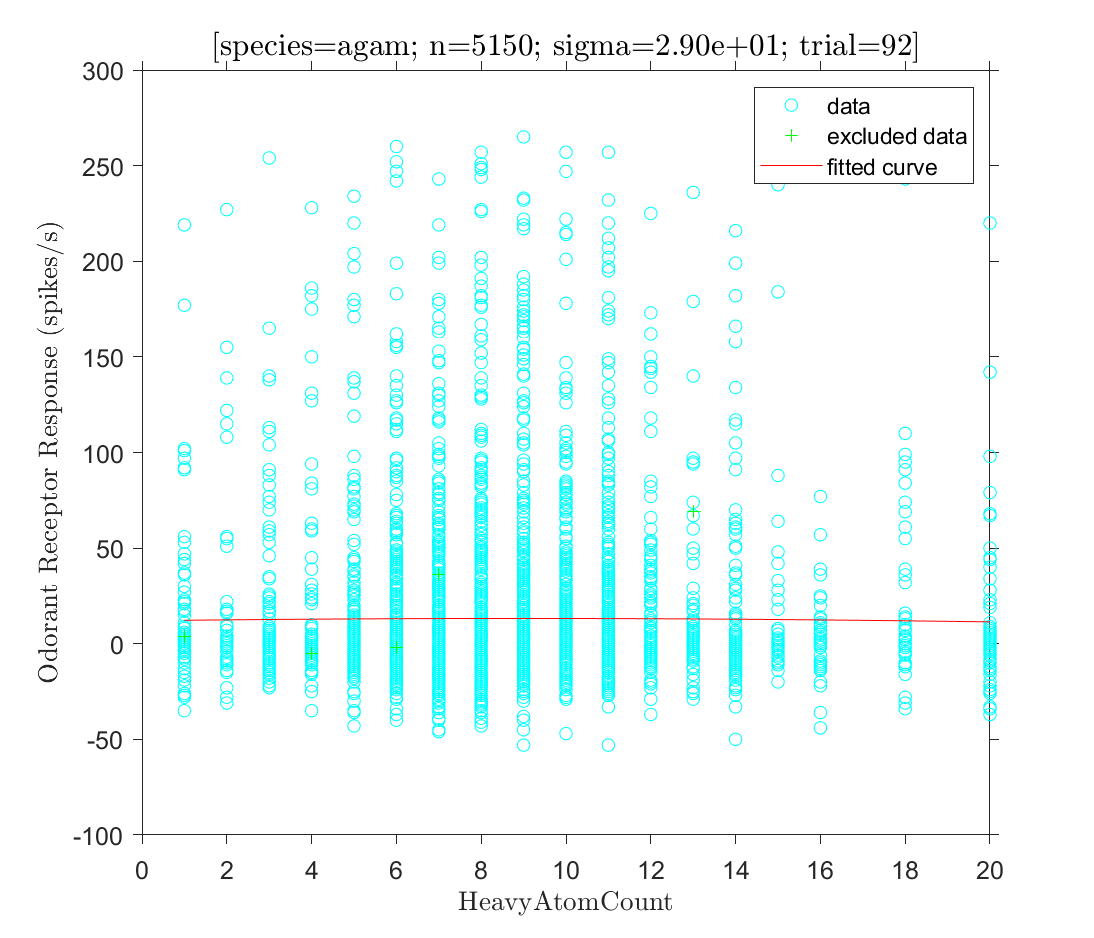 [species=agam; n=5150; sigma=2.90e+01; trial=92]
300
250
200
150
100
50
0
-50
-100
Odorant Receptor Response (spikes/s)
data
excluded data
fitted curve
0 2 4 6 8 10 12 14 16 18 20
HeavyAtomCount